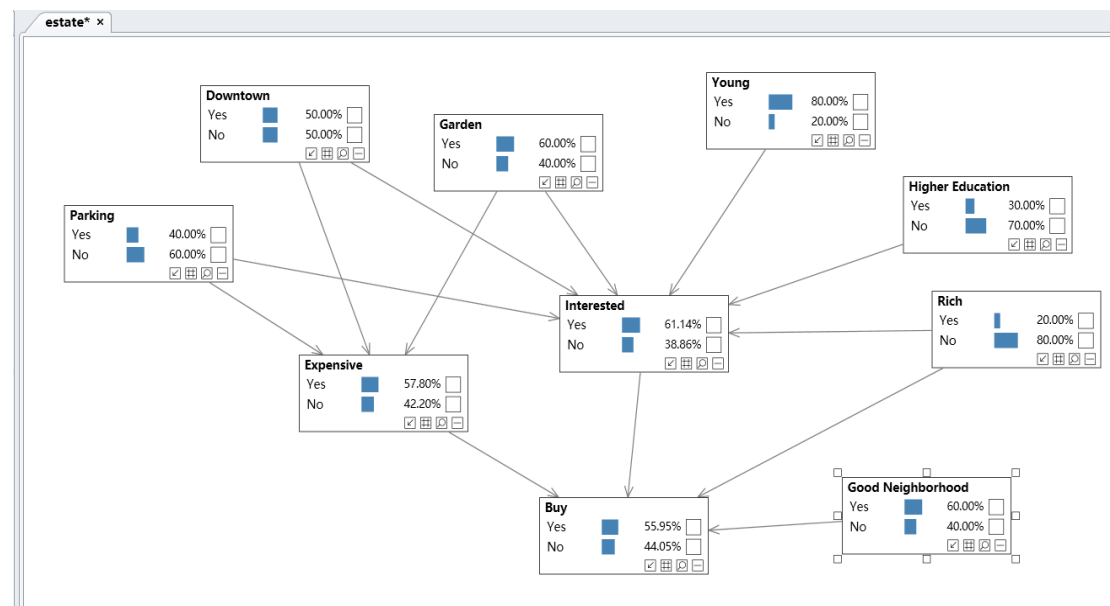 estate* ×
Downtown
Yes 50.00%
No 50.00%
Garden
Yes 60.00%
No 40.00%
Young
Yes 80.00%
No 20.00%
Higher Education
Yes 30.00%
No 70.00%
Parking
Yes 40.00%
No 60.00%
Interested
Yes 61.14%
No 38.86%
Rich
Yes 20.00%
No 80.00%
Expensive
Yes 57.80%
No 42.20%
Buy
Yes 55.95%
No 44.05%
Good Neighborhood
Yes 60.00%
No 40.00%